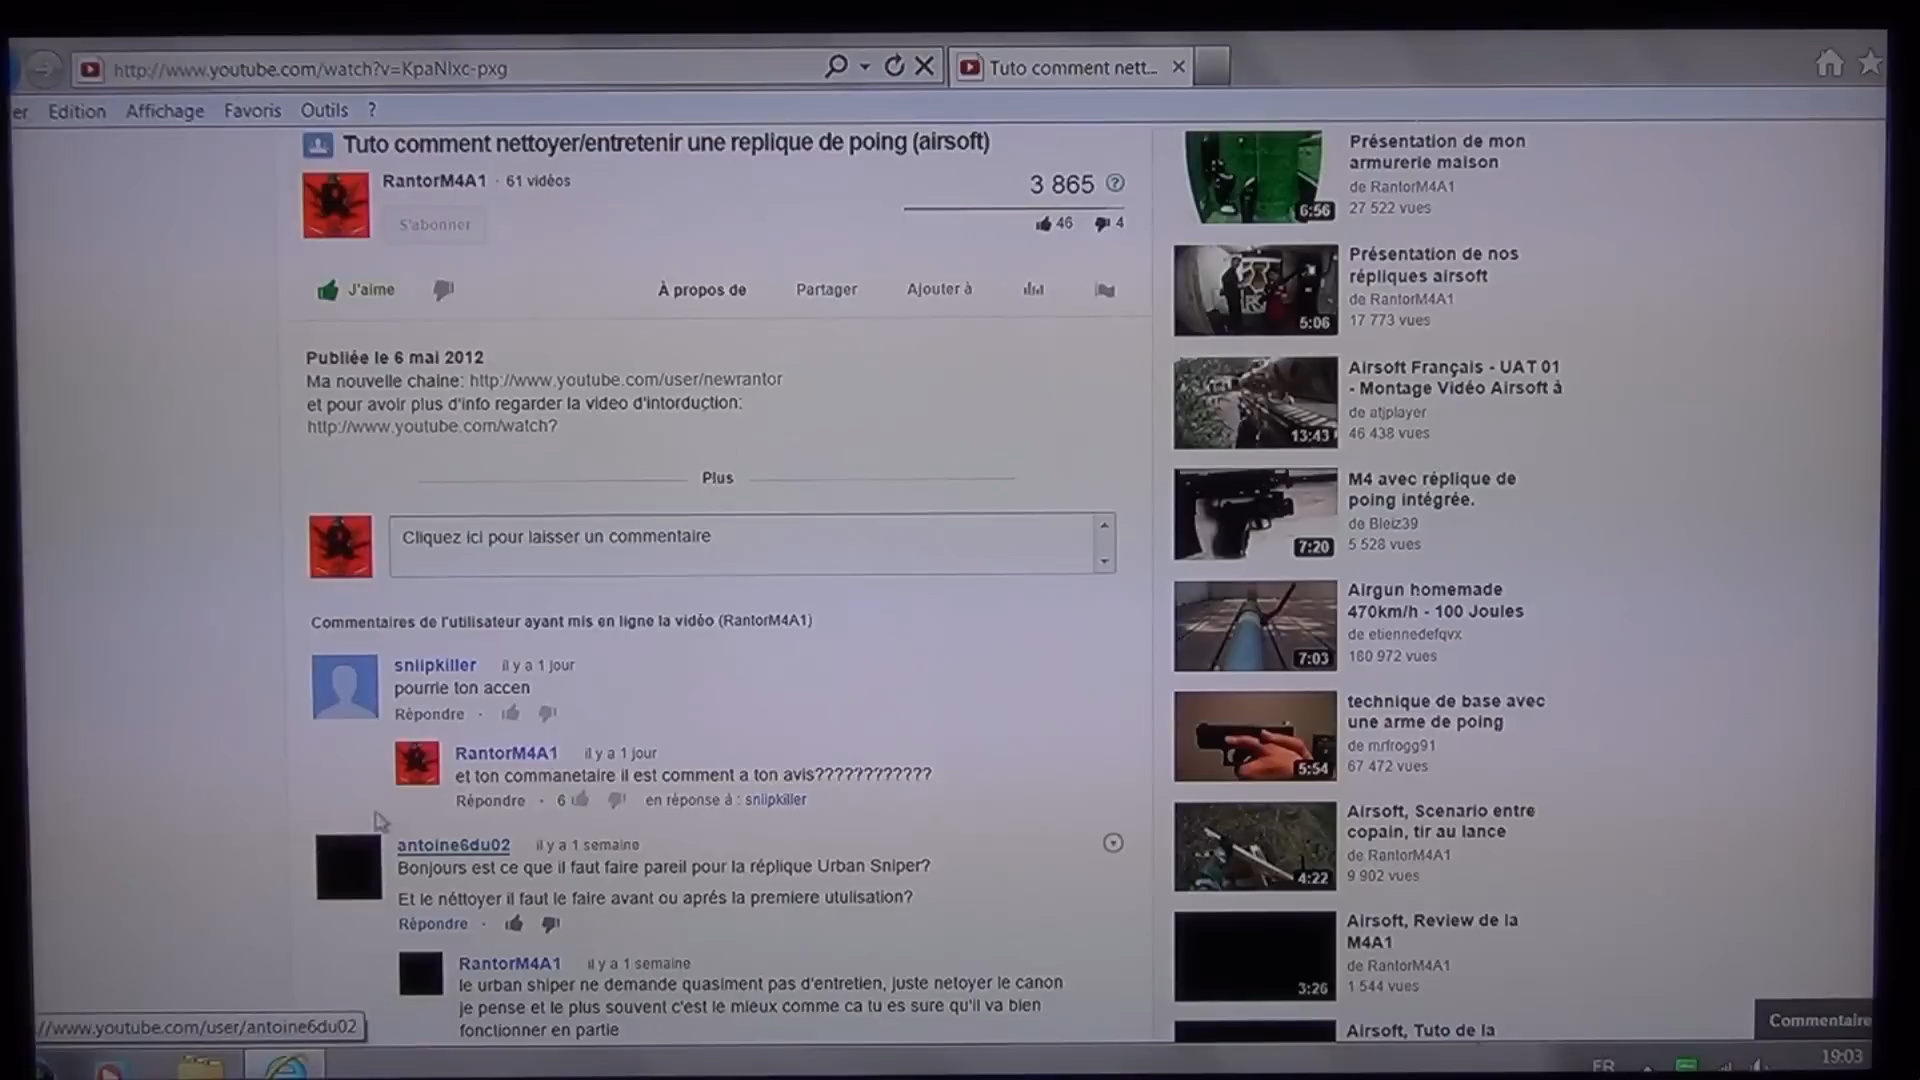 http://www.youtube.com/watch?v=KpaNlxc-pxg
Tuto comment nett...
er Edition Affichage Favoris Outils ?
Tuto comment nettoyer/entretenir une replique de poing (airsoft)
RantorM4A1 · 61 vidéos
S'abonner
3 865
46 4
J'aime
À propos de Partager Ajouter à
Publiée le 6 mai 2012
Ma nouvelle chaine: http://www.youtube.com/user/newrantor
et pour avoir plus d'info regarder la video d'intorduction:
http://www.youtube.com/watch?
Plus
Cliquez ici pour laisser un commentaire
Commentaires de l'utilisateur ayant mis en ligne la vidéo (RantorM4A1)
sniipkiller il y a 1 jour
pourrie ton accen
Répondre ·
RantorM4A1 il y a 1 jour
et ton commanetaire il est comment a ton avis????????????
Répondre · 6 en réponse à : sniipkiller
antoine6du02 il y a 1 semaine
Bonjours est ce que il faut faire pareil pour la réplique Urban Sniper?
Et le néttoyer il faut le faire avant ou aprés la premiere utulisation?
Répondre ·
RantorM4A1 il y a 1 semaine
le urban shiper ne demande quasiment pas d'entretien, juste netoyer le canon
je pense et le plus souvent c'est le mieux comme ca tu es sure qu'il va bien
fonctionner en partie
Présentation de mon
armurerie maison
de RantorM4A1
27 522 vues
6:56
Présentation de nos
répliques airsoft
de RantorM4A1
17 773 vues
5:06
Airsoft Français - UAT 01
- Montage Vidéo Airsoft à
de atjplayer
46 438 vues
13:43
M4 avec réplique de
poing intégrée.
de Bleiz39
5 528 vues
7:20
Airgun homemade
470km/h - 100 Joules
de etiennedefqvx
180 972 vues
7:03
technique de base avec
une arme de poing
de mrfrogg91
67 472 vues
5:54
Airsoft, Scenario entre
copain, tir au lance
de RantorM4A1
9 902 vues
4:22
Airsoft, Review de la
M4A1
de RantorM4A1
1 544 vues
3:26
Airsoft, Tuto de la
Commentaire
//www.youtube.com/user/antoine6du02
FR
19:03